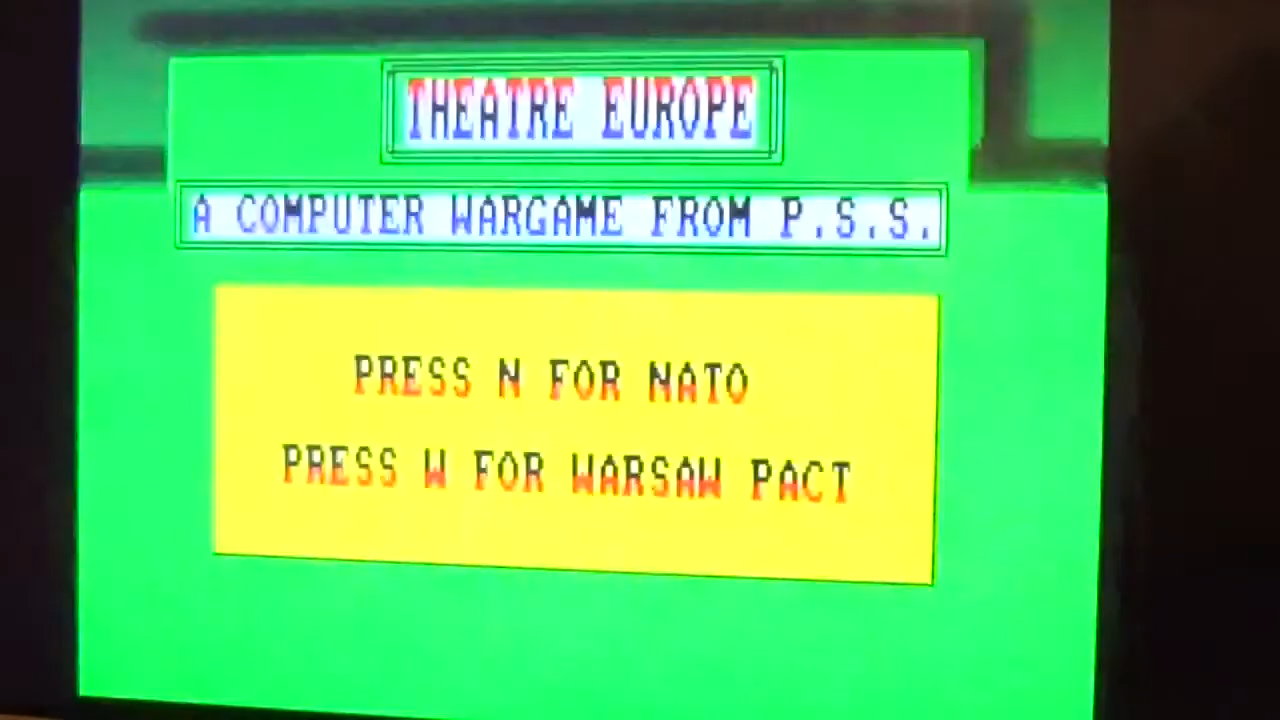 THEATRE EUROPE
A COMPUTER WARGAME FROM P.S.S.
PRESS N FOR NATO
PRESS W FOR WARSAW PACT